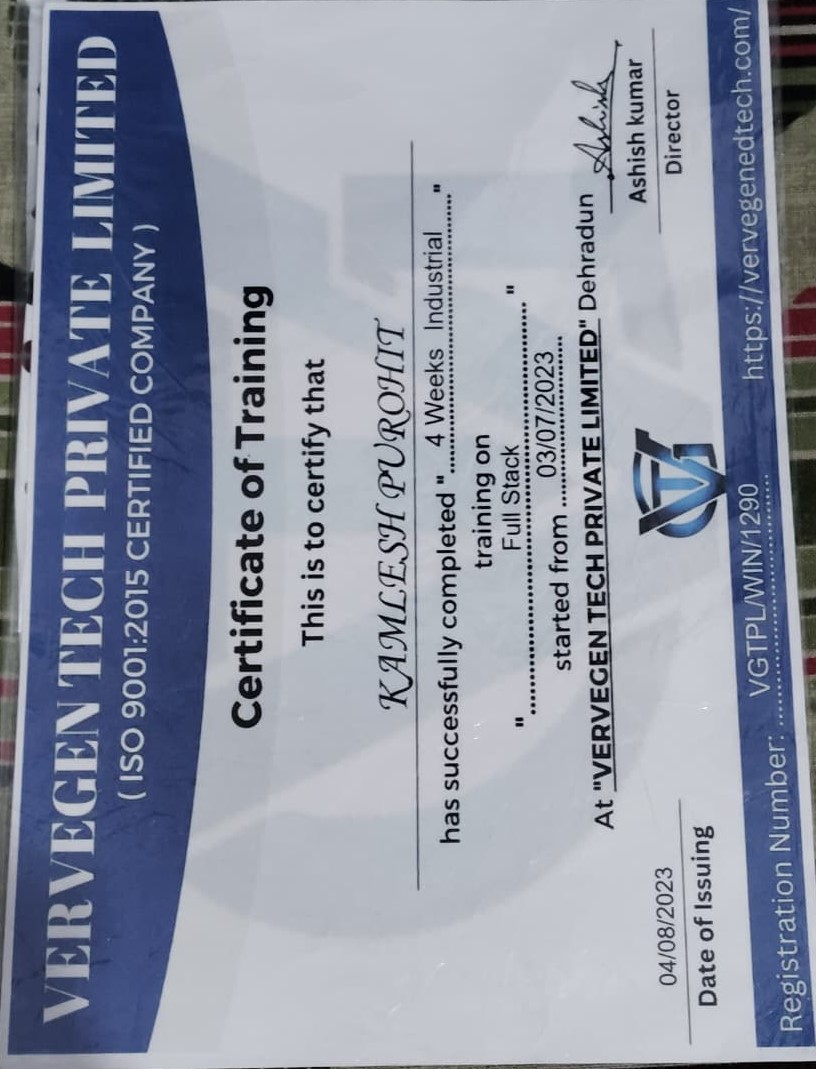 VERVEGEN TECH PRIVATE LIMITED
( ISO 9001:2015 CERTIFIED COMPANY )
Certificate of Training
This is to certify that
KAMLESH PUROHIT
has successfully completed "....4 Weeks Industrial...."
training on
"....Full Stack...."
started from ....03/07/2023....
At "VERVEGEN TECH PRIVATE LIMITED" Dehradun
04/08/2023
Date of Issuing
VGT
Ashish
Ashish kumar
Director
Registration Number: ....VGTPL/WIN/1290....
https://vervegenedtech.com/